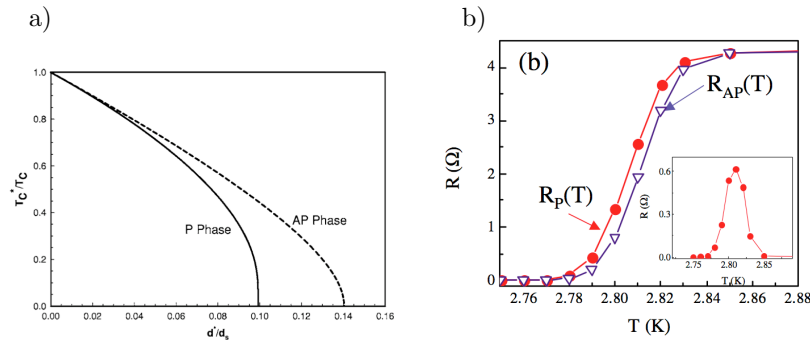 a)
T_C*/T_C
1.0
0.8
0.6
0.4
0.2
0.0
P Phase
AP Phase
0.00 0.02 0.04 0.06 0.08 0.10 0.12 0.14 0.16
d*/d_s
b)
(b)
R (Ω)
4
3
2
1
0
R_AP(T)
R_P(T)
R (Ω)
0.6
0.3
0.0
2.75 2.80 2.85
T (K)
2.76 2.78 2.80 2.82 2.84 2.86 2.88
T (K)